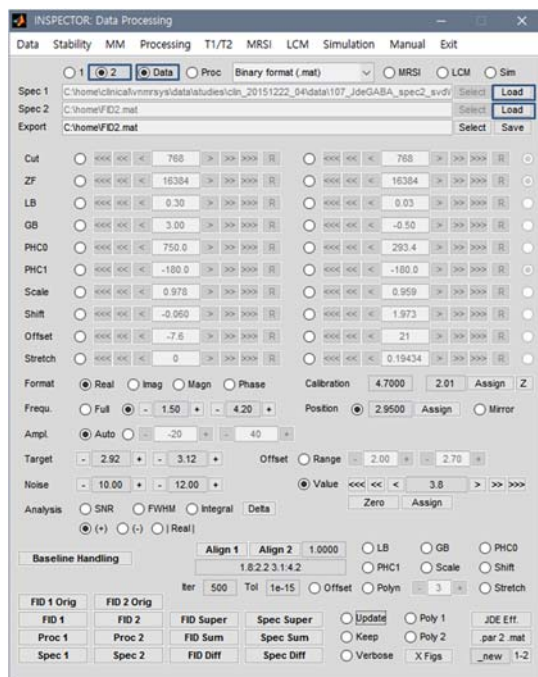 INSPECTOR: Data Processing
Data Stability MM Processing T1/T2 MRSI LCM Simulation Manual Exit
1 2 Data Proc Binary format (.mat) MRSI LCM Sim
Spec 1 C:\home\clinical\vnmrsys\data\studies\clin_20151222_04\data\107_JdeGABA_spec2_svd\ Select Load
Spec 2 C:\home\FID2.mat Select Load
Export C:\home\FID2.mat Select Save
Cut <<< << < 768 > >> >>> R <<< << < 768 > >> >>> R
ZF <<< << < 16384 > >> >>> R <<< << < 16384 > >> >>> R
LB <<< << < 0.30 > >> >>> R <<< << < 0.03 > >> >>> R
GB <<< << < 3.00 > >> >>> R <<< << < -0.50 > >> >>> R
PHC0 <<< << < 750.0 > >> >>> R <<< << < 293.4 > >> >>> R
PHC1 <<< << < -180.0 > >> >>> R <<< << < -180.0 > >> >>> R
Scale <<< << < 0.978 > >> >>> R <<< << < 0.959 > >> >>> R
Shift <<< << < -0.060 > >> >>> R <<< << < 1.973 > >> >>> R
Offset <<< << < -7.6 > >> >>> R <<< << < 21 > >> >>> R
Stretch <<< << < 0 > >> >>> R <<< << < 0.19434 > >> >>> R
Format Real Imag Magn Phase Calibration 4.7000 2.01 Assign Z
Frequ. Full - 1.50 + - 4.20 + Position 2.9500 Assign Mirror
Ampl. Auto - -20 + - 40 +
Target - 2.92 + - 3.12 + Offset Range - 2.00 + - 2.70 +
Noise - 10.00 + - 12.00 + Value <<< << < 3.8 > >> >>>
Zero Assign
Analysis SNR FWHM Integral Delta
(+) (-) | Real |
Baseline Handling Align 1 Align 2 1.0000 LB GB PHC0
1.8:2.2 3.1:4.2 PHC1 Scale Shift
Iter 500 Tol 1e-15 Offset Polyn - 3 + Stretch
FID 1 Orig FID 2 Orig
FID 1 FID 2 FID Super Spec Super Update Poly 1 JDE Eff.
Proc 1 Proc 2 FID Sum Spec Sum Keep Poly 2 .par 2 .mat
Spec 1 Spec 2 FID Diff Spec Diff Verbose X Figs _new 1-2